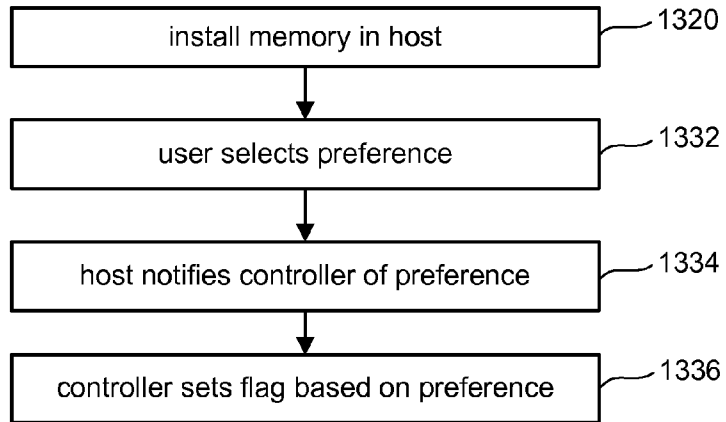 install memory in host
1320
user selects preference
1332
host notifies controller of preference
1334
controller sets flag based on preference
1336